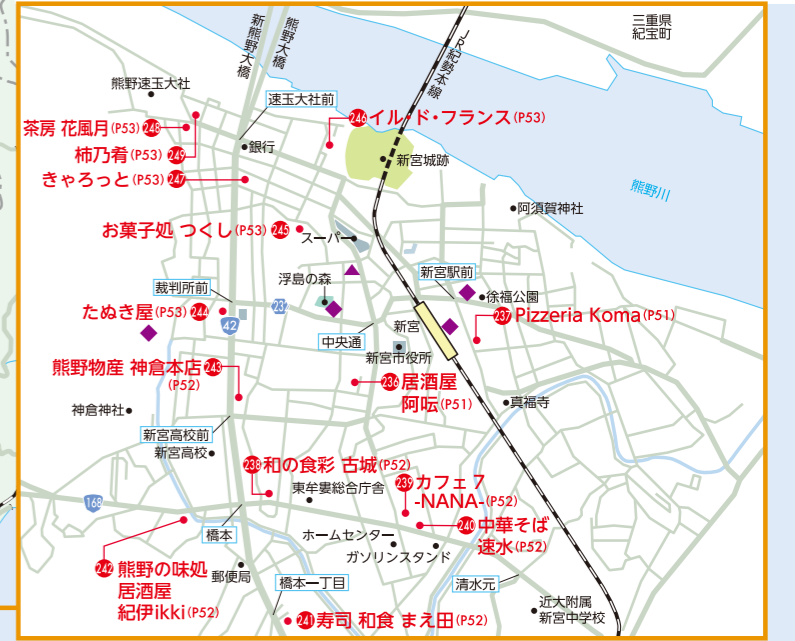 三重県
紀宝町
熊野大橋
新熊野大橋
JR紀勢本線
熊野速玉大社
速玉大社前
246 イル・ド・フランス(P53)
茶房 花風月(P53) 248
銀行
柿乃肴(P53) 249
新宮城跡
きゃろっと(P53) 247
熊野川
阿須賀神社
お菓子処 つくし(P53) 245
スーパー
浮島の森
新宮駅前
裁判所前
徐福公園
231
たぬき屋(P53) 244
42
237 Pizzeria Koma(P51)
新宮
中央通
新宮市役所
熊野物産 神倉本店 243
(P52)
236 居酒屋
阿吽(P51)
神倉神社
真福寺
新宮高校前
新宮高校
238 和の食彩 古城(P52)
東牟婁総合庁舎
239 カフェ7
-NANA-(P52)
168
240 中華そば
速水(P52)
橋本
ホームセンター
ガソリンスタンド
242 熊野の味処
居酒屋
紀伊ikki(P52)
郵便局
橋本一丁目
清水元
近大附属
新宮中学校
241 寿司 和食 まえ田(P52)